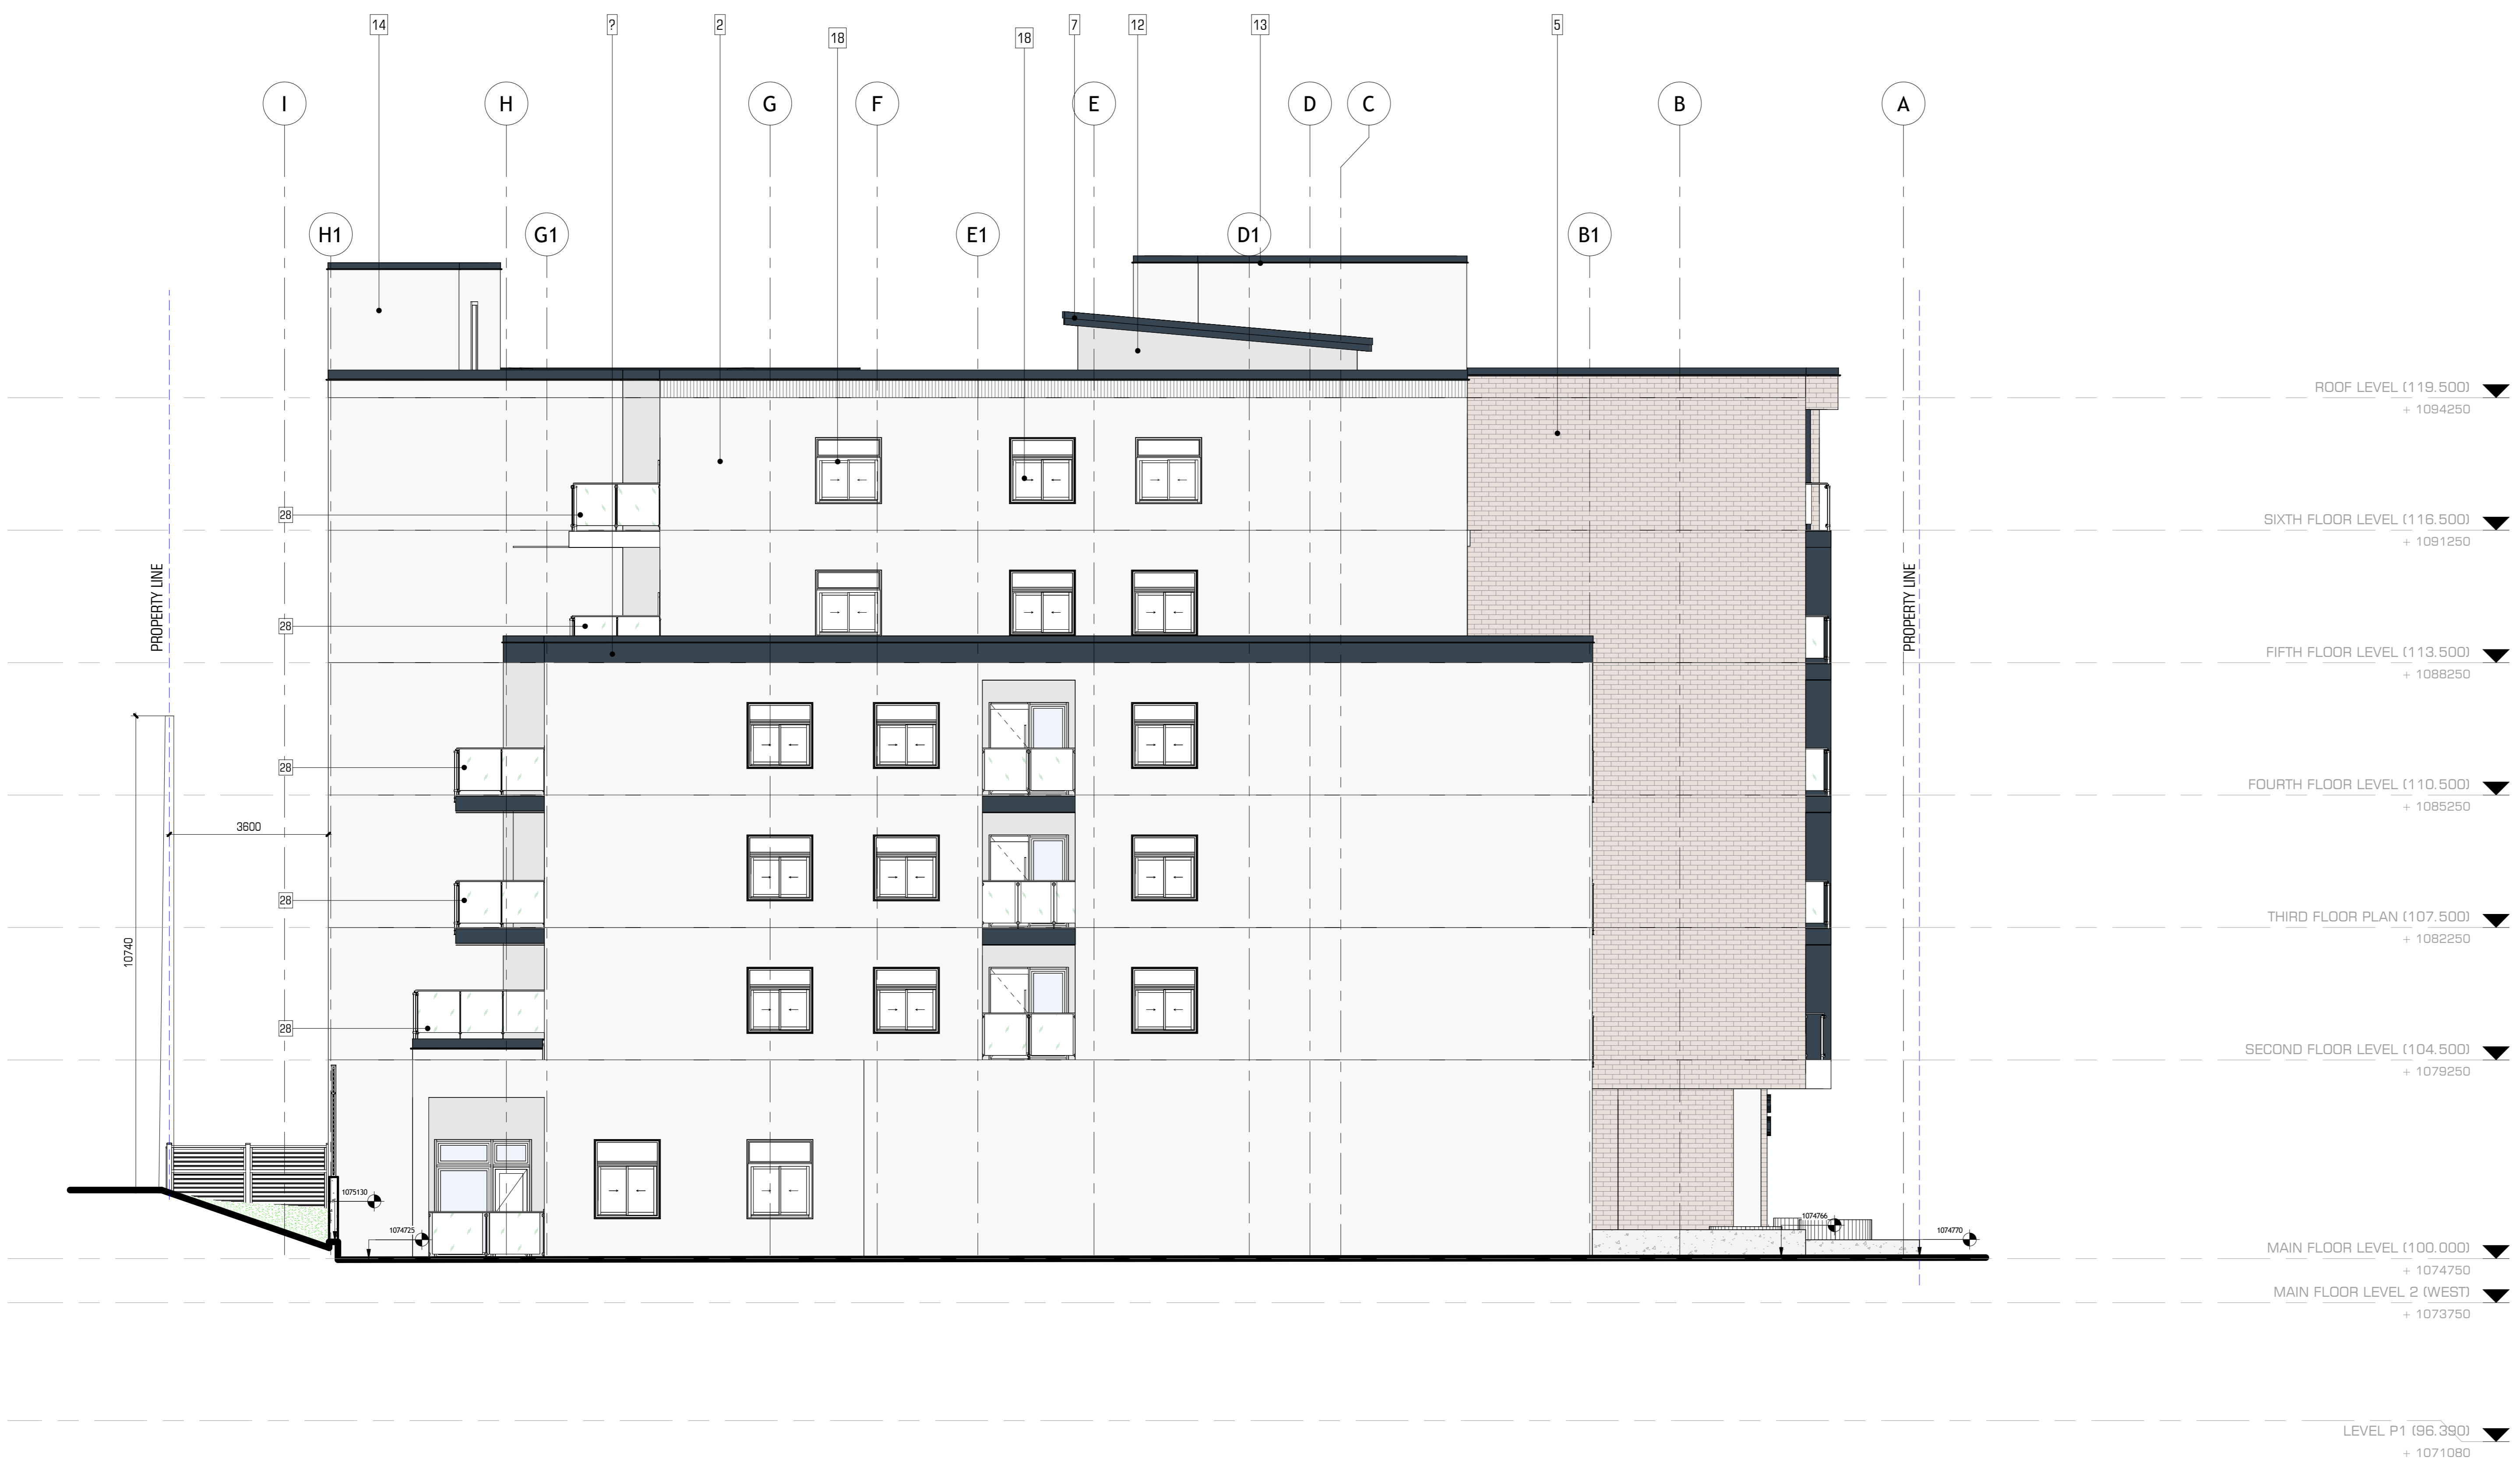 14
?
2
18
18
7
12
13
5
I
H
G
F
E
D
C
B
A
H1
G1
E1
D1
B1
ROOF LEVEL (119.500)
+ 1094250
28
SIXTH FLOOR LEVEL (116.500)
+ 1091250
PROPERTY LINE
PROPERTY LINE
28
FIFTH FLOOR LEVEL (113.500)
+ 1088250
28
FOURTH FLOOR LEVEL (110.500)
+ 1085250
3600
28
THIRD FLOOR PLAN (107.500)
+ 1082250
10740
28
SECOND FLOOR LEVEL (104.500)
+ 1079250
1075130
1074725
1074766
1074770
MAIN FLOOR LEVEL (100.000)
+ 1074750
MAIN FLOOR LEVEL 2 (WEST)
+ 1073750
LEVEL P1 (96.390)
+ 1071080